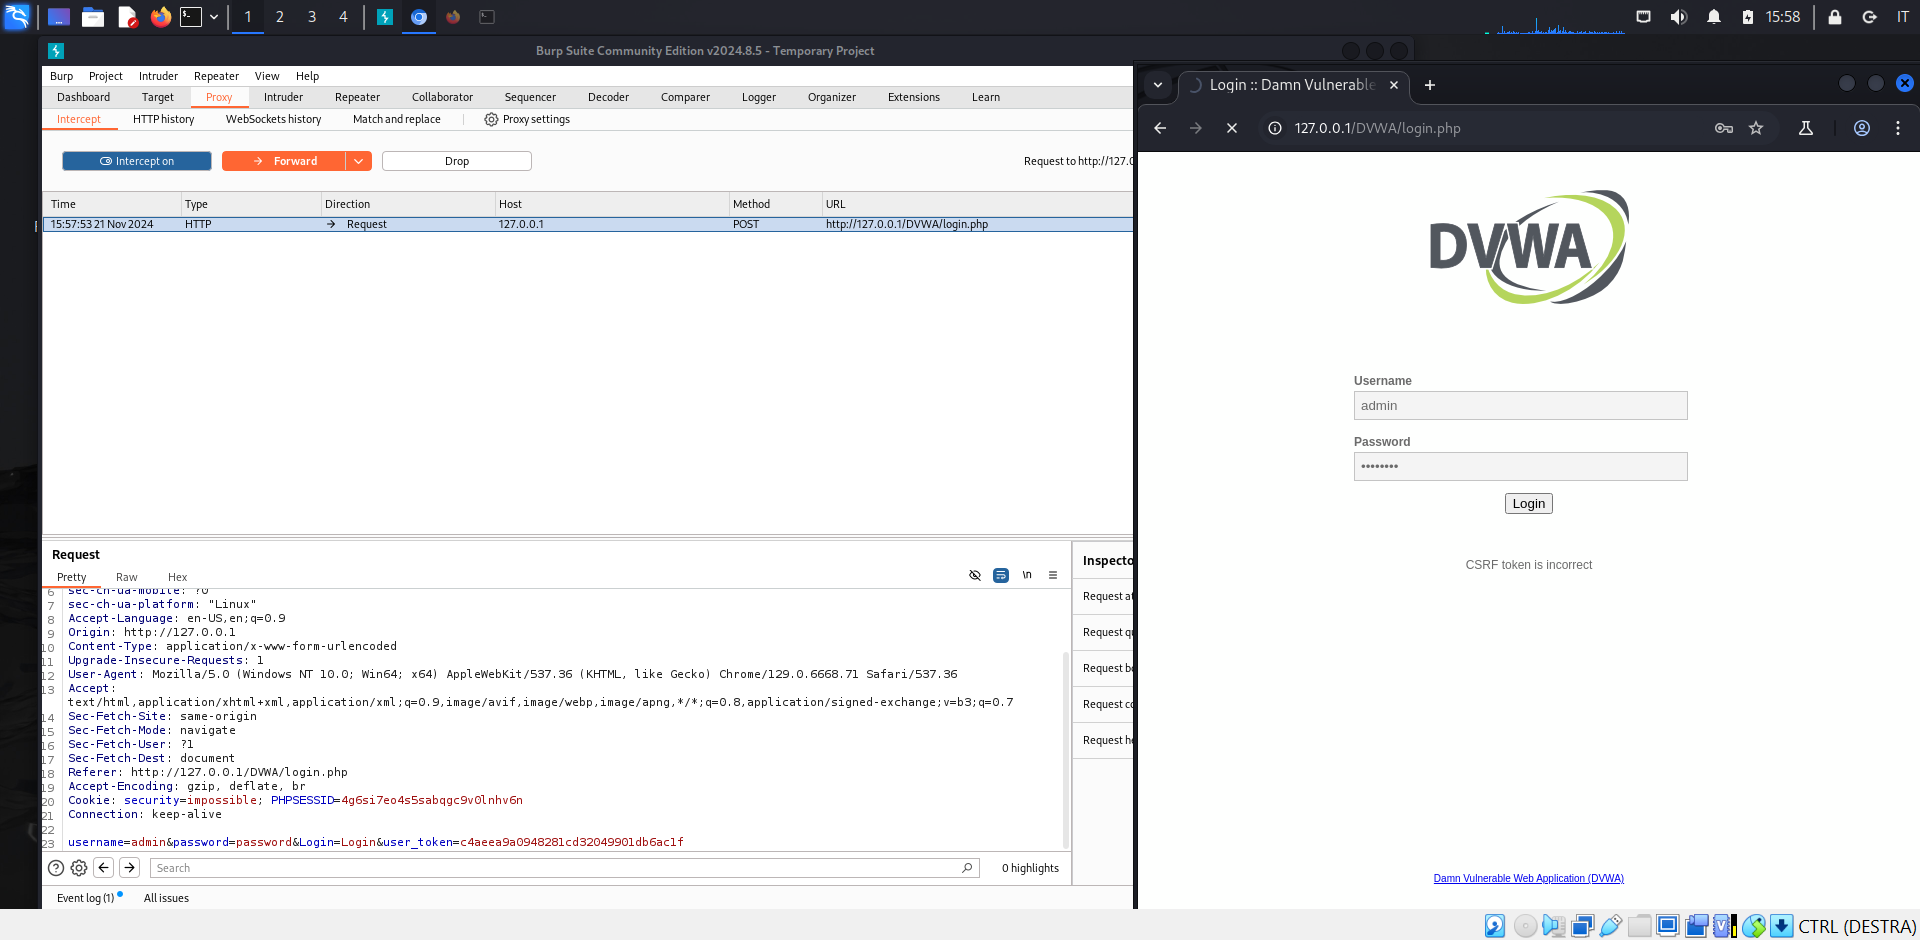 1 2 3 4 15:58 IT
Burp Suite Community Edition v2024.8.5 - Temporary Project
Burp Project Intruder Repeater View Help
Dashboard Target Proxy Intruder Repeater Collaborator Sequencer Decoder Comparer Logger Organizer Extensions Learn
Intercept HTTP history WebSockets history Match and replace Proxy settings
Intercept on Forward Drop Request to http://127.0
Time Type Direction Host Method URL
15:57:53 21 Nov 2024 HTTP Request 127.0.0.1 POST http://127.0.0.1/DVWA/login.php
Request
Pretty Raw Hex
\n
6 sec-ch-ua-mobile: ?0
7 sec-ch-ua-platform: "Linux"
8 Accept-Language: en-US,en;q=0.9
9 Origin: http://127.0.0.1
10 Content-Type: application/x-www-form-urlencoded
11 Upgrade-Insecure-Requests: 1
12 User-Agent: Mozilla/5.0 (Windows NT 10.0; Win64; x64) AppleWebKit/537.36 (KHTML, like Gecko) Chrome/129.0.6668.71 Safari/537.36
13 Accept:
text/html,application/xhtml+xml,application/xml;q=0.9,image/avif,image/webp,image/apng,*/*;q=0.8,application/signed-exchange;v=b3;q=0.7
14 Sec-Fetch-Site: same-origin
15 Sec-Fetch-Mode: navigate
16 Sec-Fetch-User: ?1
17 Sec-Fetch-Dest: document
18 Referer: http://127.0.0.1/DVWA/login.php
19 Accept-Encoding: gzip, deflate, br
20 Cookie: security=impossible; PHPSESSID=4g6si7eo4s5sabqgc9v0lnhv6n
21 Connection: keep-alive
22
23 username=admin&password=password&Login=Login&user_token=c4aeea9a0948281cd32049901db6ac1f
Search 0 highlights
Event log (1) All issues
Inspecto
Request at
Request qu
Request bo
Request co
Request he
Login :: Damn Vulnerable
127.0.0.1/DVWA/login.php
DVWA
Username
admin
Password
••••••••
Login
CSRF token is incorrect
Damn Vulnerable Web Application (DVWA)
CTRL (DESTRA)